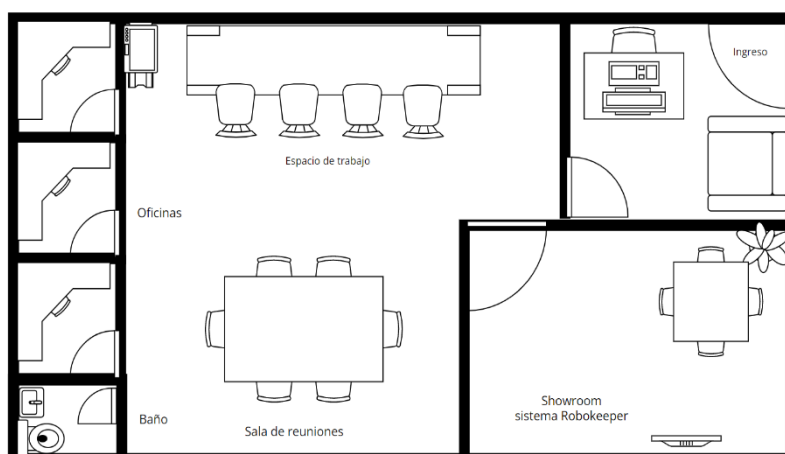 Ingreso
Espacio de trabajo
Oficinas
Baño
Sala de reuniones
Showroom
sistema Robokeeper